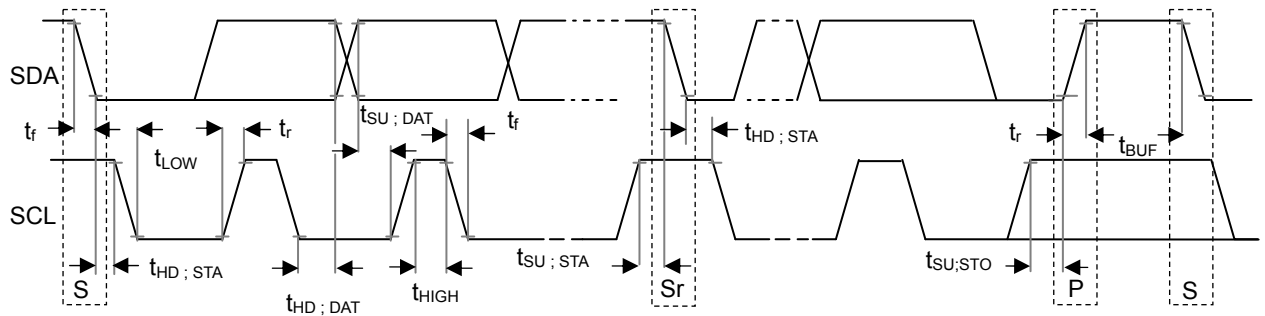 SDA
t_SU ; DAT
t_f
t_f
t_LOW
t_r
t_HD ; STA
t_r
t_BUF
SCL
t_HD ; STA
t_HD ; DAT
t_HIGH
t_SU ; STA
t_SU;STO
S
Sr
P
S